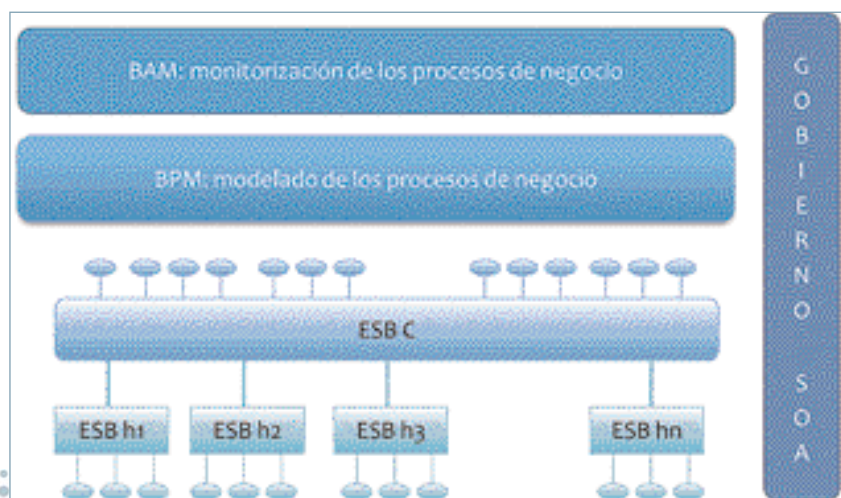 BAM: monitorización de los procesos de negocio
BPM: modelado de los procesos de negocio
ESB C
ESB h1
ESB h2
ESB h3
ESB hn
GOBIERNO SOA